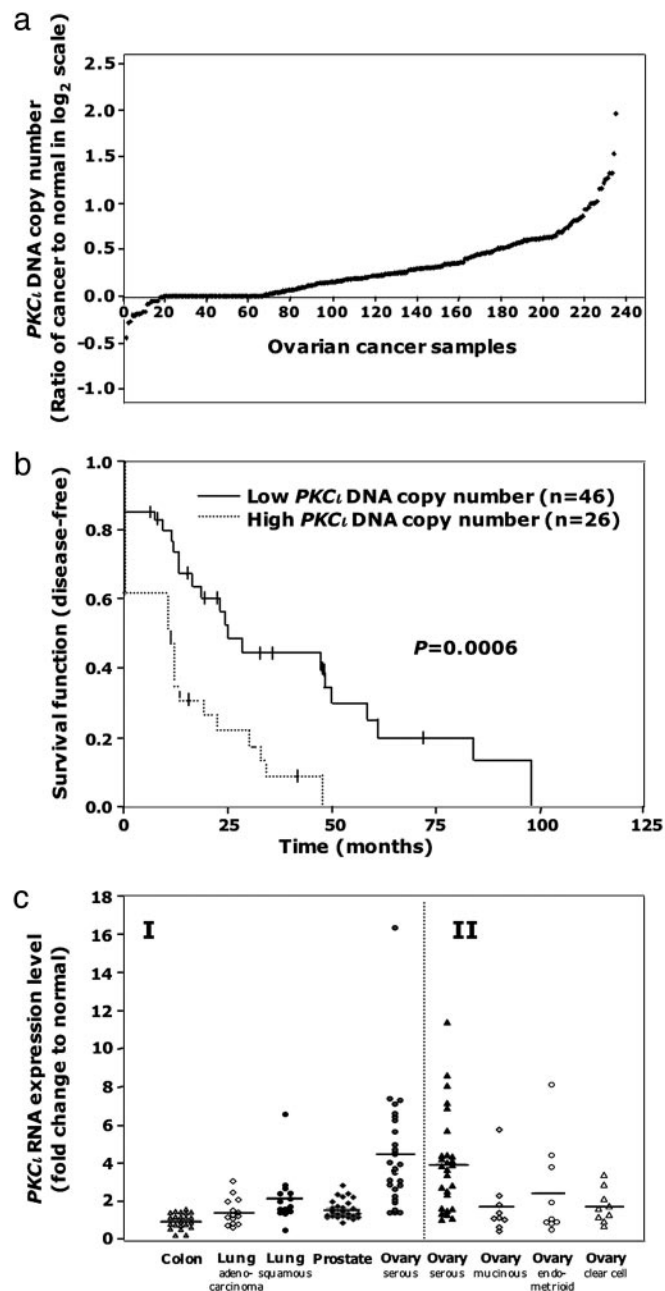 a
PKCι DNA copy number
(Ratio of cancer to normal in log2 scale)
2.5
2.0
1.5
1.0
0.5
0.0
-0.5
-1.0
20 40 60 80 100 120 140 160 180 200 220 240
Ovarian cancer samples
b
Survival function (disease-free)
1.0
0.8
0.6
0.4
0.2
0.0
Low PKCι DNA copy number (n=46)
High PKCι DNA copy number (n=26)
P=0.0006
0 25 50 75 100 125
Time (months)
c
PKCι RNA expression level
(fold change to normal)
18
16
14
12
10
8
6
4
2
0
I II
Colon Lung Lung Prostate Ovary Ovary Ovary Ovary Ovary
adeno- squamous serous serous mucinous endo- clear cell
carcinoma metrioid